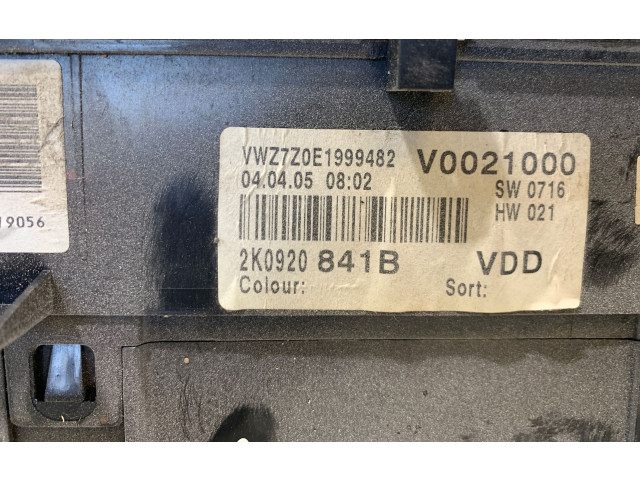 VWZ7Z0E1999482 V0021000
04.04.05 08:02 SW 0716
HW 021
2K0920 841B VDD
Colour: Sort:
19056